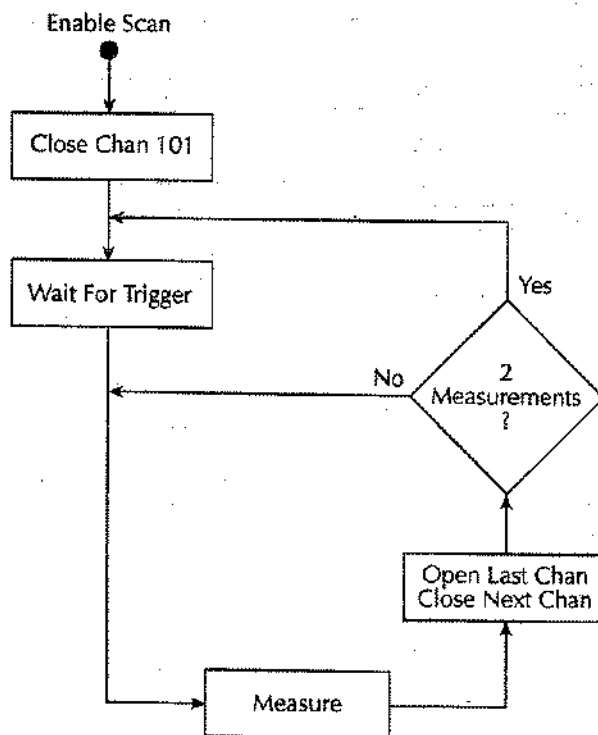 Enable Scan
Close Chan 101
Wait For Trigger
Yes
No
2
Measurements
?
Open Last Chan
Close Next Chan
Measure